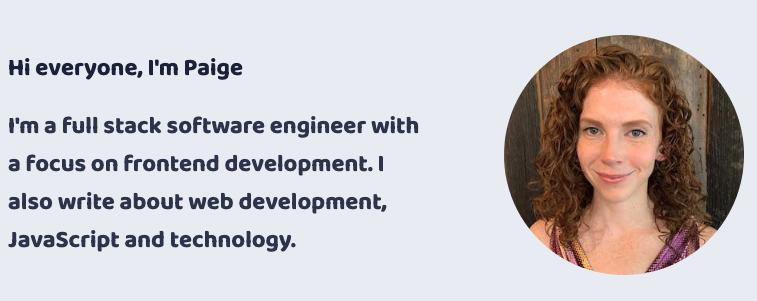 Hi everyone, I'm Paige
I'm a full stack software engineer with
a focus on frontend development. I
also write about web development,
JavaScript and technology.